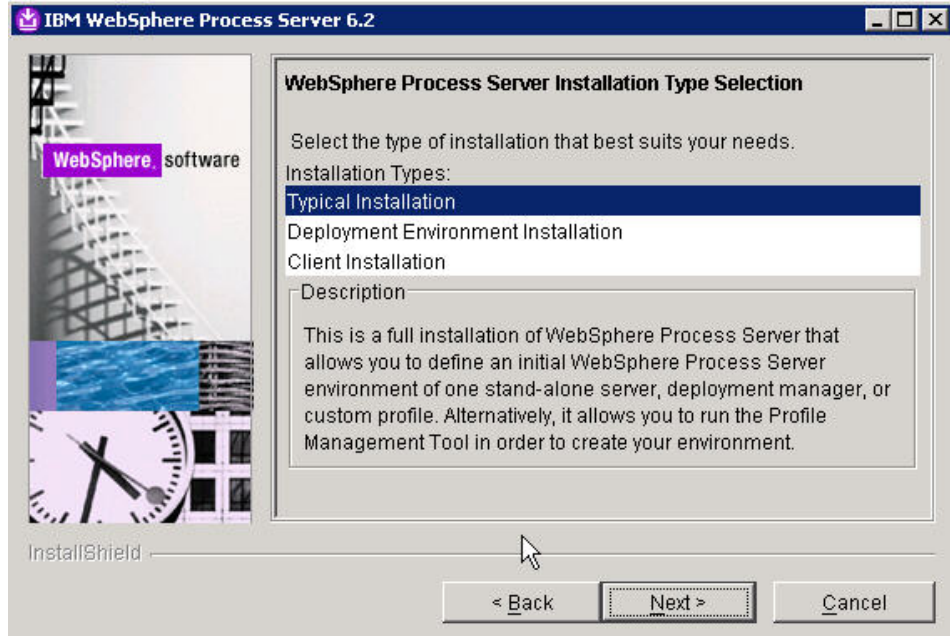 IBM WebSphere Process Server 6.2
WebSphere Process Server Installation Type Selection
Select the type of installation that best suits your needs.
Installation Types:
Typical Installation
Deployment Environment Installation
Client Installation
Description
This is a full installation of WebSphere Process Server that
allows you to define an initial WebSphere Process Server
environment of one stand-alone server, deployment manager, or
custom profile. Alternatively, it allows you to run the Profile
Management Tool in order to create your environment.
WebSphere. software
InstallShield
< Back
Next >
Cancel